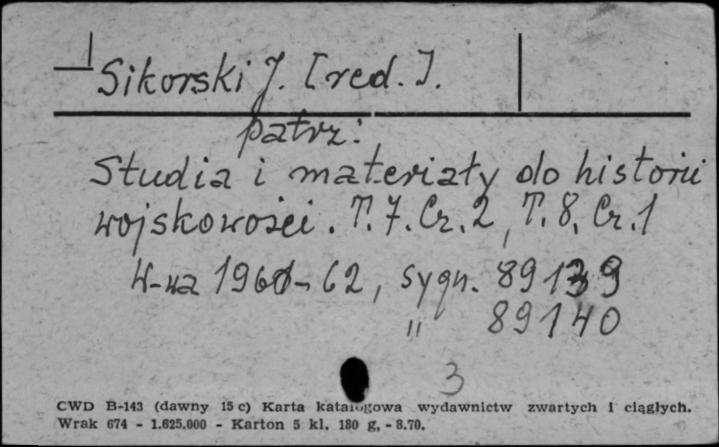 Sikorski J. [red.].
patrz:
Studia i materiały do historii
wojskowości. T. 7. Cz. 2, T. 8. Cz. 1
W-wa 1961-62, sygn. 89139
" 89140
3
CWD B-143 (dawny 15 c) Karta katalogowa wydawnictw zwartych i ciągłych.
Wrak 674 - 1.625.000 - Karton 5 kl. 180 g. - 8.70.